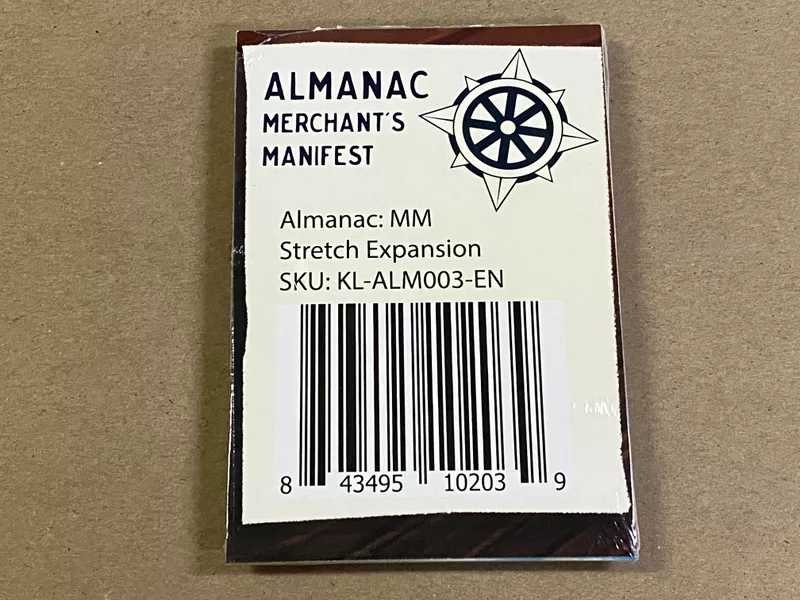 ALMANAC
MERCHANT'S
MANIFEST
Almanac: MM
Stretch Expansion
SKU: KL-ALM003-EN
8 43495 10203 9